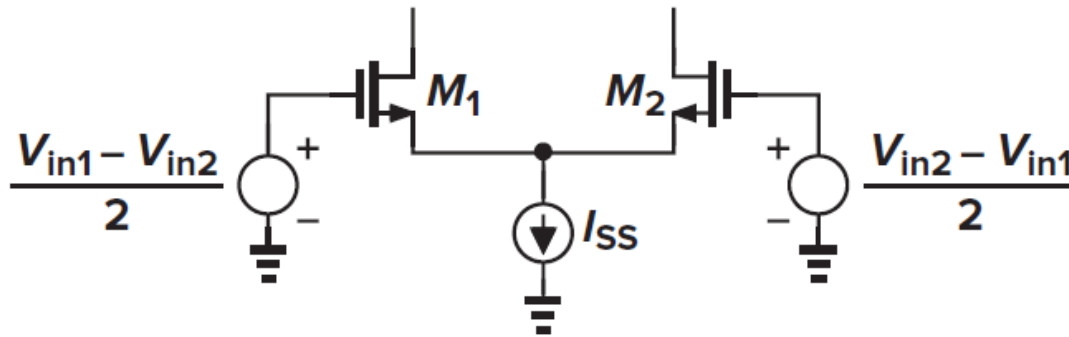 M1
M2
Vin1 – Vin2
2
+
–
ISS
+
–
Vin2 – Vin1
2